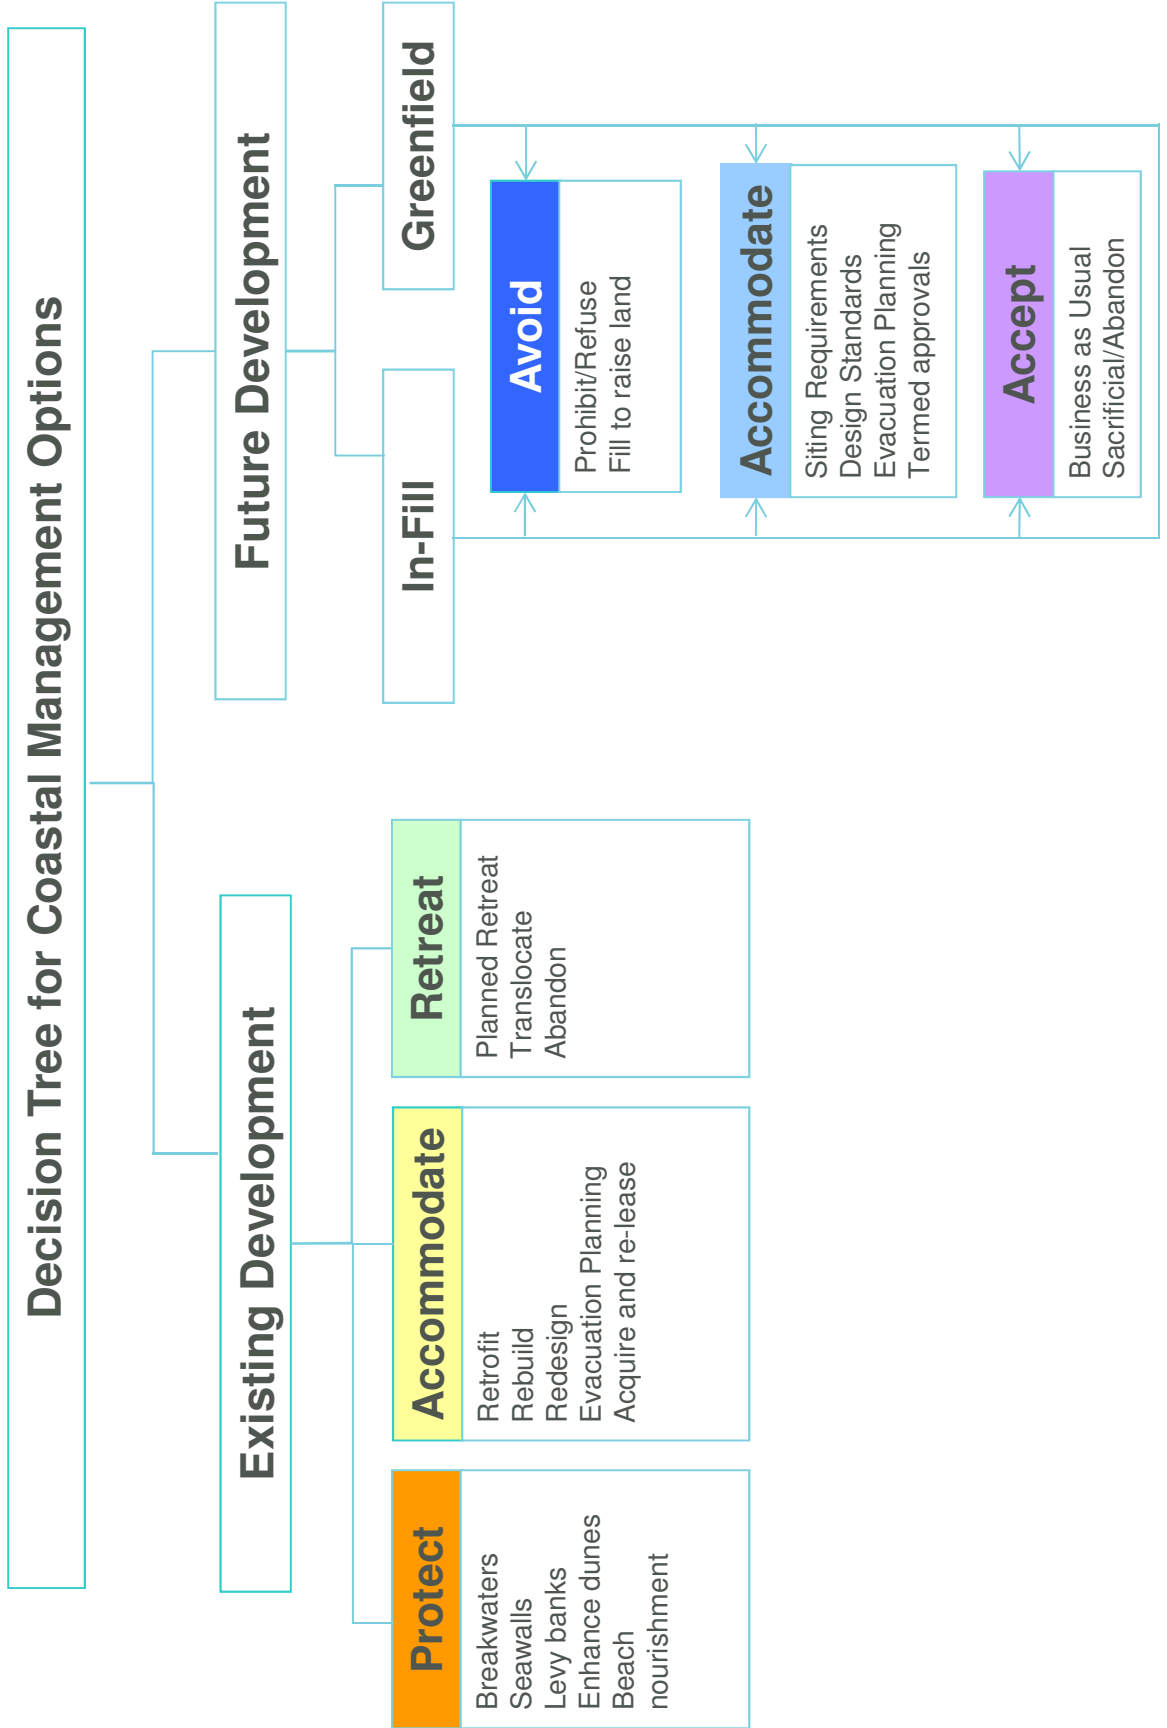 Decision Tree for Coastal Management Options
Existing Development
Future Development
Protect
Breakwaters
Seawalls
Levy banks
Enhance dunes
Beach
nourishment
Accommodate
Retrofit
Rebuild
Redesign
Evacuation Planning
Acquire and re-lease
Retreat
Planned Retreat
Translocate
Abandon
In-Fill
Greenfield
Avoid
Prohibit/Refuse
Fill to raise land
Accommodate
Siting Requirements
Design Standards
Evacuation Planning
Termed approvals
Accept
Business as Usual
Sacrificial/Abandon